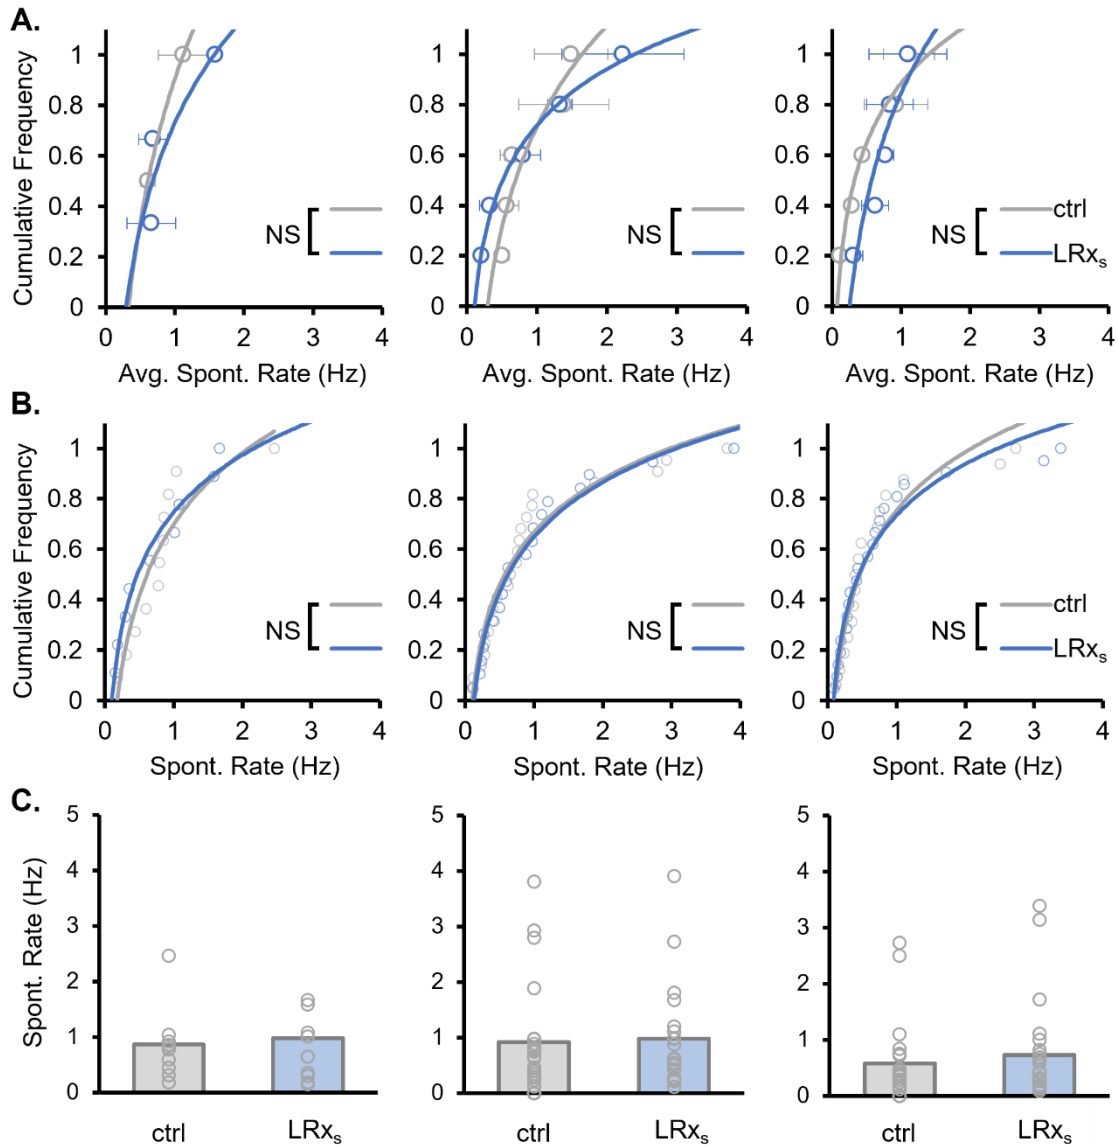 A.
Cumulative Frequency
1
0.8
0.6
0.4
0.2
0
NS
0 1 2 3 4
Avg. Spont. Rate (Hz)
1
0.8
0.6
0.4
0.2
0
NS
0 1 2 3 4
Avg. Spont. Rate (Hz)
1
0.8
0.6
0.4
0.2
0
NS
ctrl
LRxs
0 1 2 3 4
Avg. Spont. Rate (Hz)
B.
Cumulative Frequency
1
0.8
0.6
0.4
0.2
0
NS
0 1 2 3 4
Spont. Rate (Hz)
1
0.8
0.6
0.4
0.2
0
NS
0 1 2 3 4
Spont. Rate (Hz)
1
0.8
0.6
0.4
0.2
0
NS
ctrl
LRxs
0 1 2 3 4
Spont. Rate (Hz)
C.
Spont. Rate (Hz)
5
4
3
2
1
0
ctrl LRxs
5
4
3
2
1
0
ctrl LRxs
5
4
3
2
1
0
ctrl LRxs